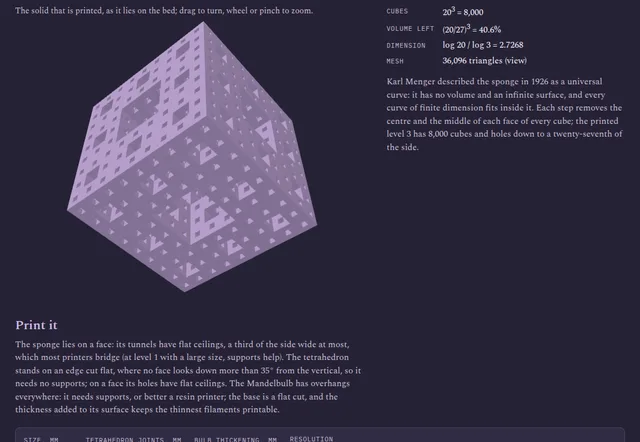 The solid that is printed, as it lies on the bed; drag to turn, wheel or pinch to zoom.
CUBES 20³ = 8,000
VOLUME LEFT (20/27)³ = 40.6%
DIMENSION log 20 / log 3 = 2.7268
MESH 36,096 triangles (view)
Karl Menger described the sponge in 1926 as a universal
curve: it has no volume and an infinite surface, and every
curve of finite dimension fits inside it. Each step removes the
centre and the middle of each face of every cube; the printed
level 3 has 8,000 cubes and holes down to a twenty-seventh of
the side.
Print it
The sponge lies on a face: its tunnels have flat ceilings, a third of the side wide at most,
which most printers bridge (at level 1 with a large size, supports help). The tetrahedron
stands on an edge cut flat, where no face looks down more than 35° from the vertical, so it
needs no supports; on a face its holes have flat ceilings. The Mandelbulb has overhangs
everywhere: it needs supports, or better a resin printer; the base is a flat cut, and the
thickness added to its surface keeps the thinnest filaments printable.
SIZE, MM TETRAHEDRON JOINTS, MM BULB THICKENING, MM RESOLUTION